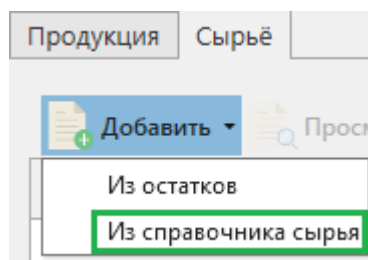 Продукция Сырьё
Добавить
Из остатков
Из справочника сырья